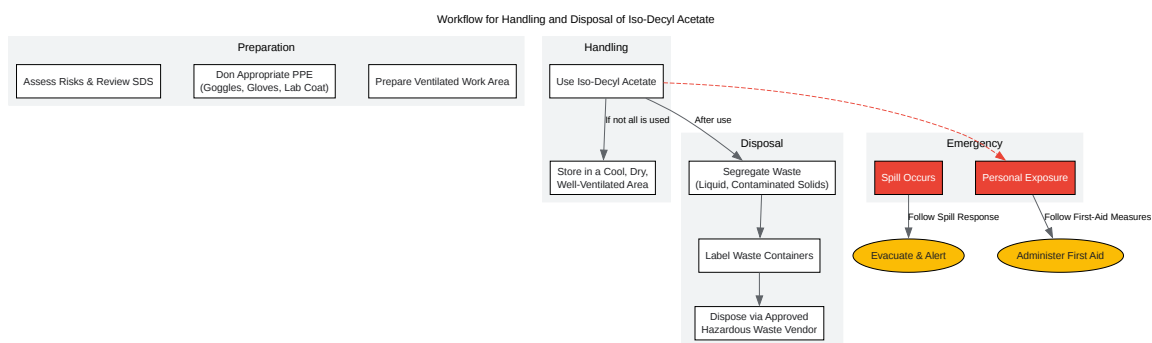 Workflow for Handling and Disposal of Iso-Decyl Acetate
Preparation
Assess Risks & Review SDS
Don Appropriate PPE
(Goggles, Gloves, Lab Coat)
Prepare Ventilated Work Area
Handling
Use Iso-Decyl Acetate
If not all is used
After use
Store in a Cool, Dry,
Well-Ventilated Area
Disposal
Segregate Waste
(Liquid, Contaminated Solids)
Label Waste Containers
Dispose via Approved
Hazardous Waste Vendor
Emergency
Spill Occurs
Personal Exposure
Follow Spill Response
Follow First-Aid Measures
Evacuate & Alert
Administer First Aid